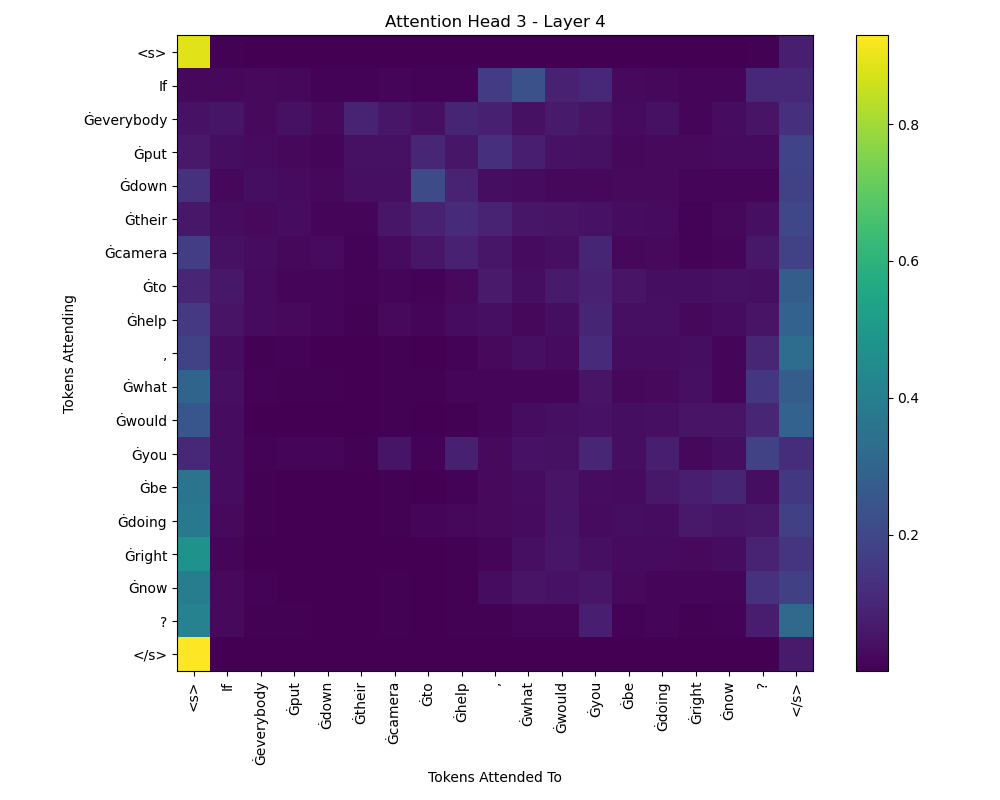 Attention Head 3 - Layer 4
Tokens Attending
<s>
If
Ġeverybody
Ġput
Ġdown
Ġtheir
Ġcamera
Ġto
Ġhelp
,
Ġwhat
Ġwould
Ġyou
Ġbe
Ġdoing
Ġright
Ġnow
?
</s>
<s>
If
Ġeverybody
Ġput
Ġdown
Ġtheir
Ġcamera
Ġto
Ġhelp
,
Ġwhat
Ġwould
Ġyou
Ġbe
Ġdoing
Ġright
Ġnow
?
</s>
Tokens Attended To
0.8
0.6
0.4
0.2